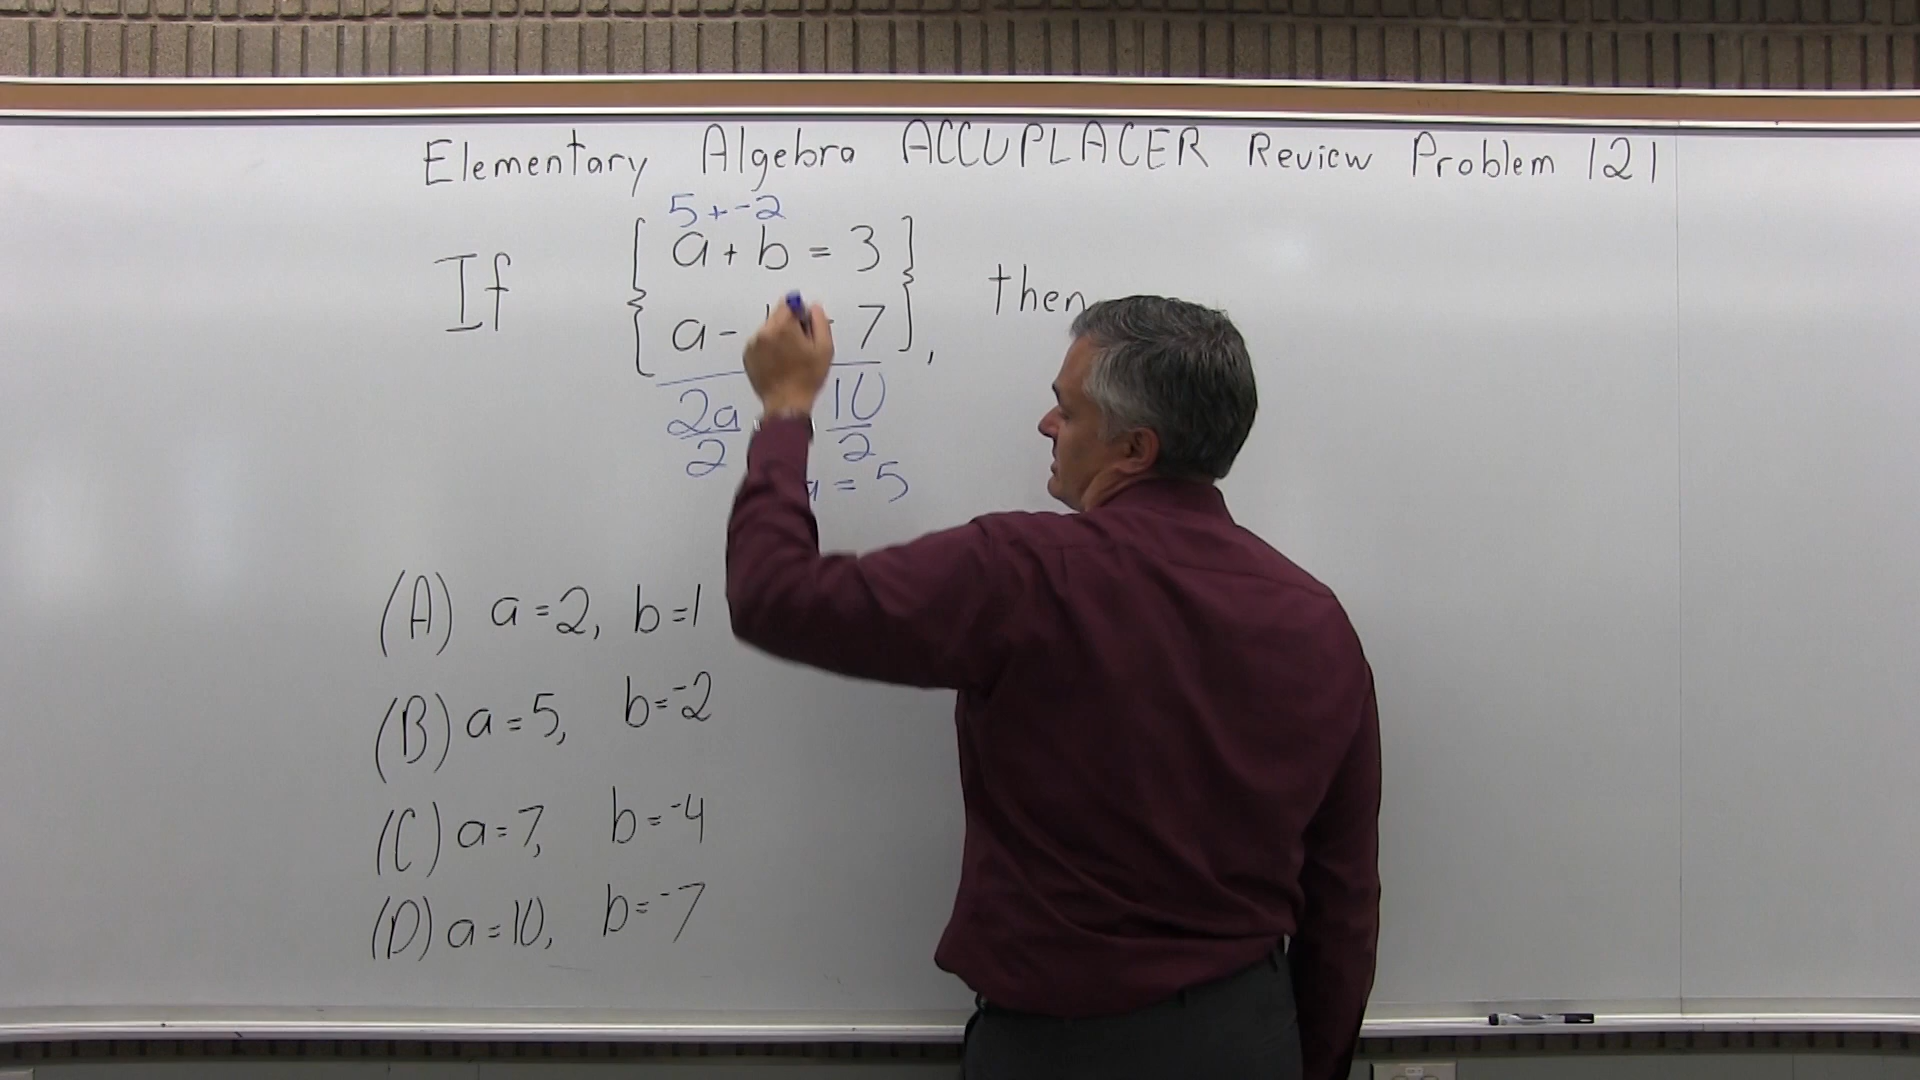 Elementary Algebra ACCUPLACER Review Problem 121
5 + -2
If { a + b = 3 }, then
a - 7
2a 10
2 2
a = 5
(A) a = 2, b = 1
(B) a = 5, b = -2
(C) a = 7, b = -4
(D) a = 10, b = -7